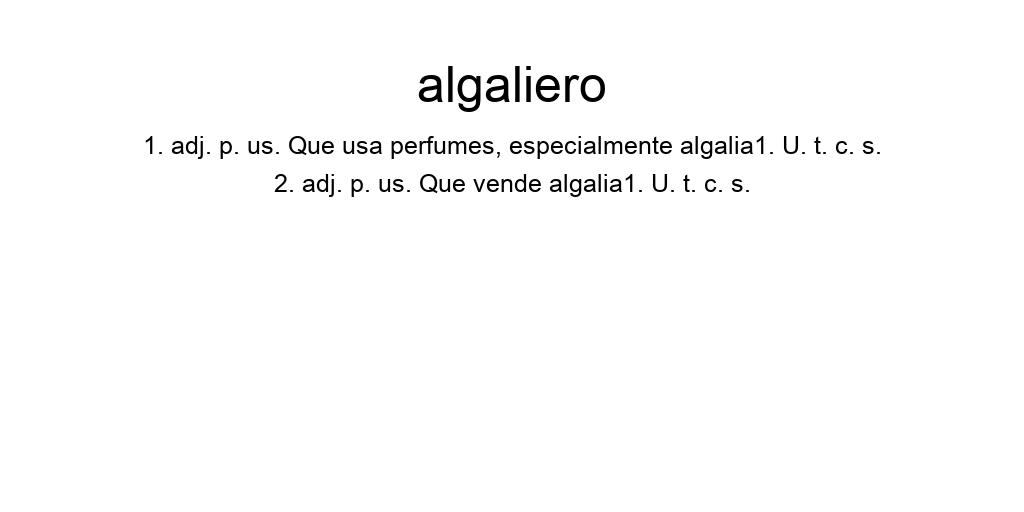 algaliero
1. adj. p. us. Que usa perfumes, especialmente algalia1. U. t. c. s.
2. adj. p. us. Que vende algalia1. U. t. c. s.